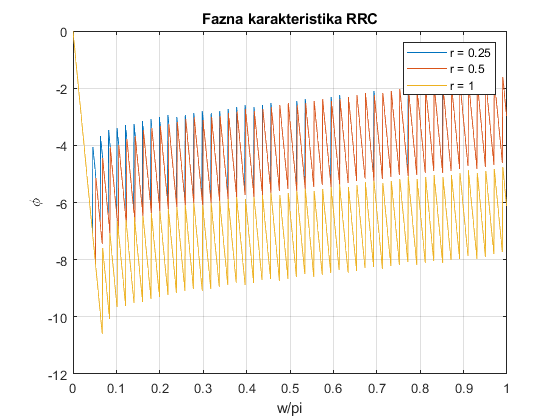 Fazna karakteristika RRC
r = 0.25
r = 0.5
r = 1
0
-2
-4
-6
-8
-10
-12
ϕ
0 0.1 0.2 0.3 0.4 0.5 0.6 0.7 0.8 0.9 1
w/pi